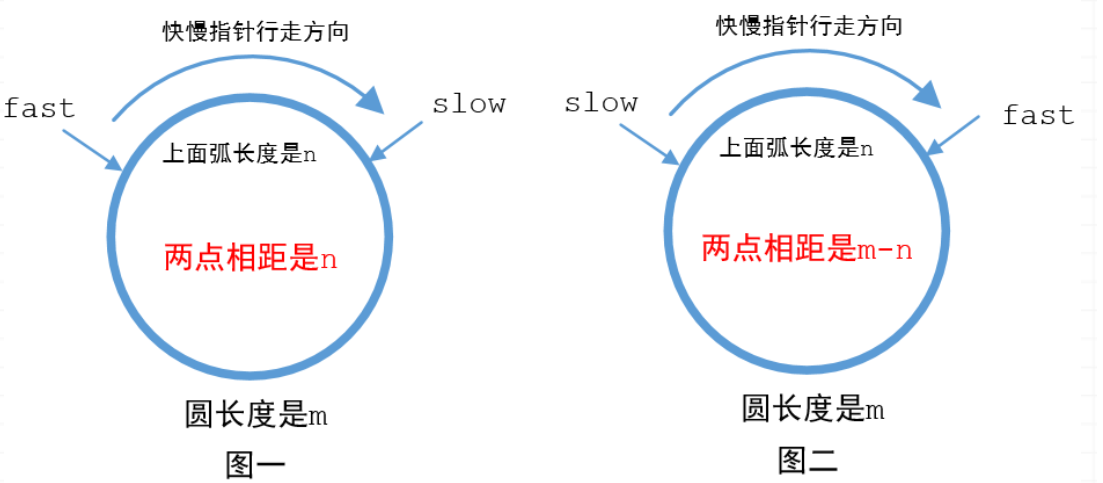 快慢指针行走方向
fast
slow
上面弧长度是n
两点相距是n
圆长度是m
图一
快慢指针行走方向
slow
fast
上面弧长度是n
两点相距是m-n
圆长度是m
图二